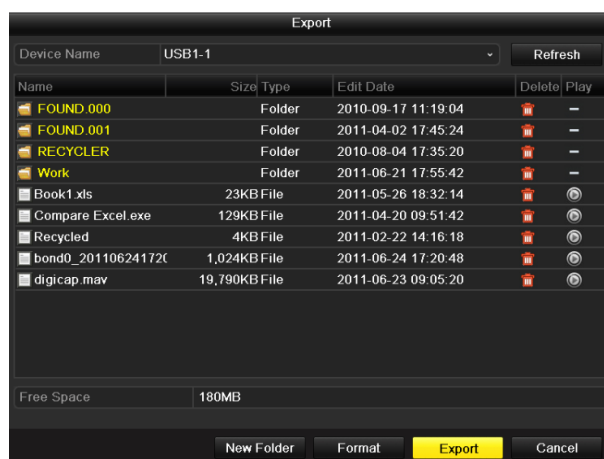 Export
Device Name USB1-1 Refresh
Name Size Type Edit Date Delete Play
FOUND.000 Folder 2010-09-17 11:19:04 –
FOUND.001 Folder 2011-04-02 17:45:24 –
RECYCLER Folder 2010-08-04 17:35:20 –
Work Folder 2011-06-21 17:55:42 –
Book1.xls 23KB File 2011-05-26 18:32:14
Compare Excel.exe 129KB File 2011-04-20 09:51:42
Recycled 4KB File 2011-02-22 14:16:18
bond0_201106241720 1,024KB File 2011-06-24 17:20:48
digicap.mav 19,790KB File 2011-06-23 09:05:20
Free Space 180MB
New Folder Format Export Cancel